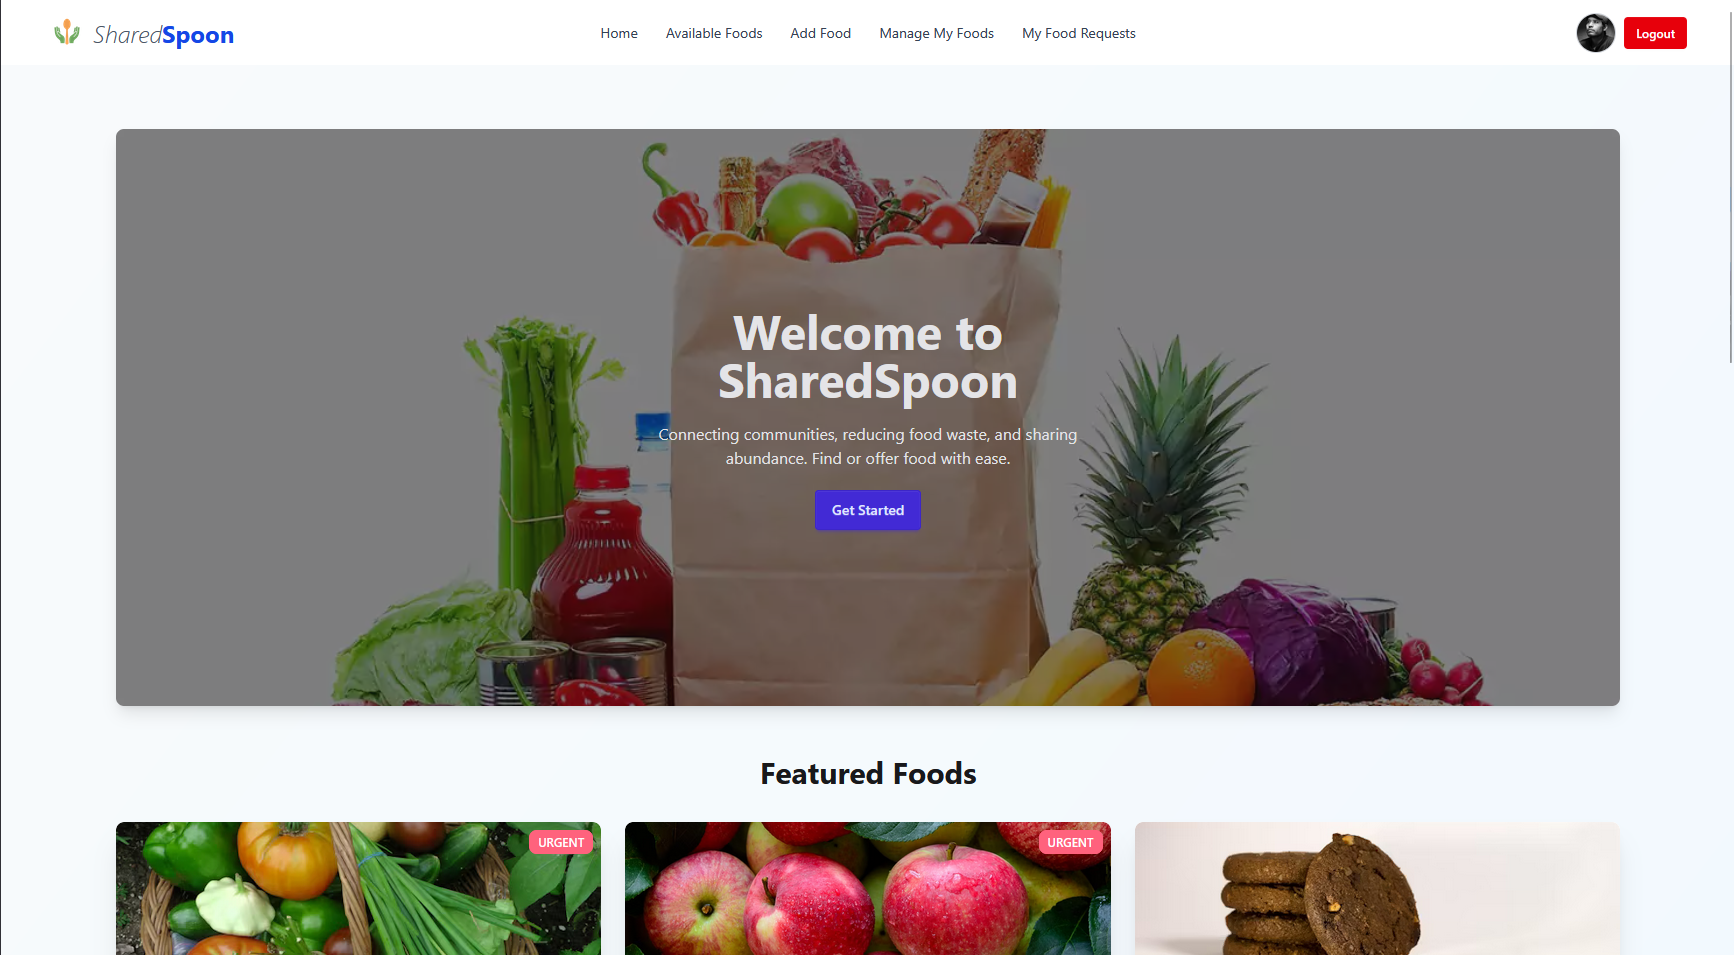 SharedSpoon
Home
Available Foods
Add Food
Manage My Foods
My Food Requests
Logout
Welcome to
SharedSpoon
Connecting communities, reducing food waste, and sharing
abundance. Find or offer food with ease.
Get Started
Featured Foods
URGENT
URGENT